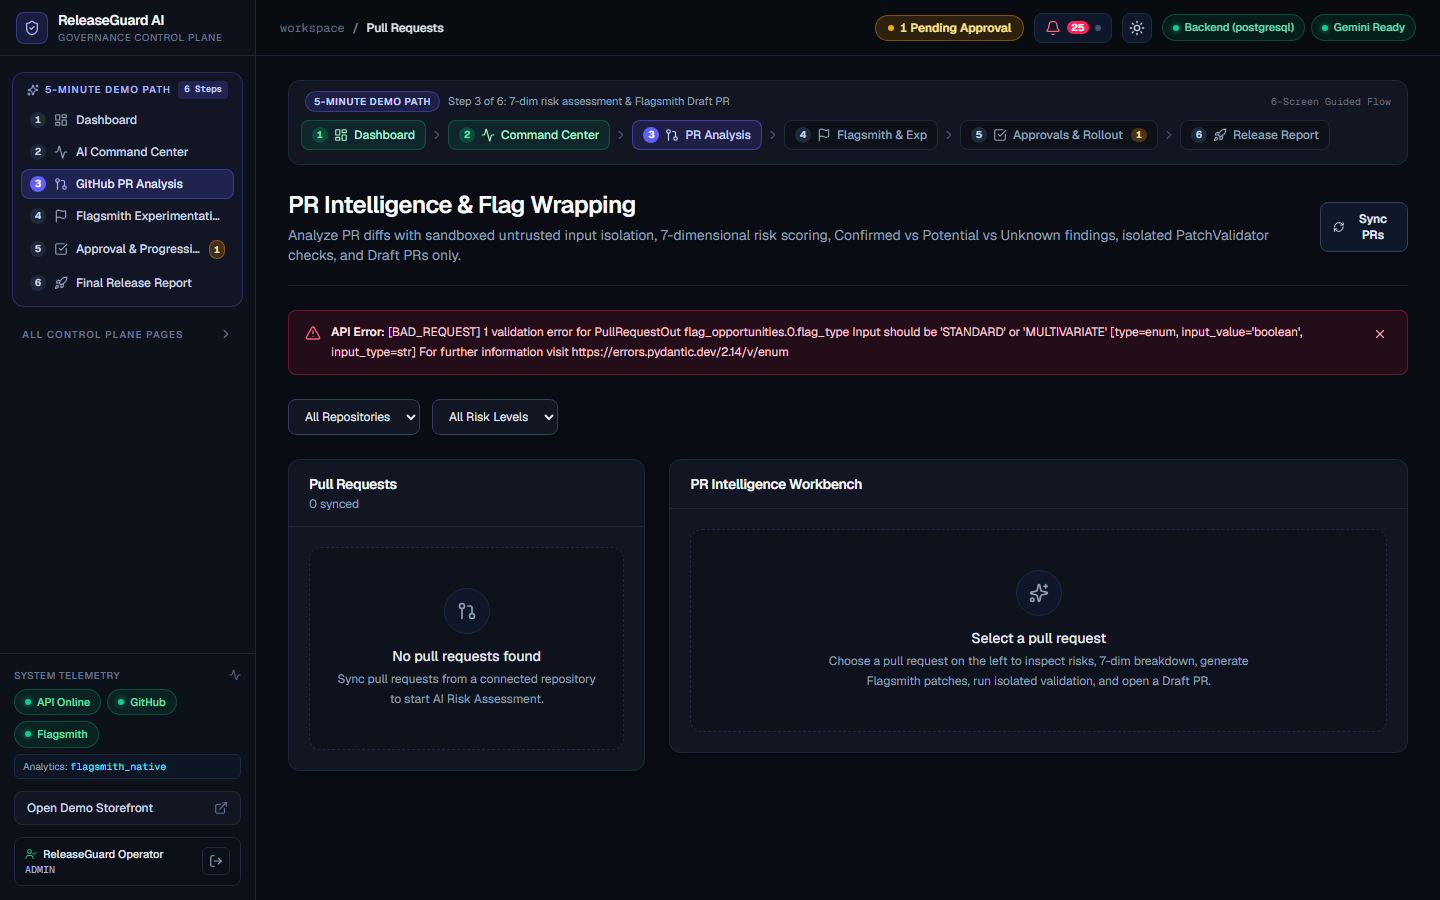 ReleaseGuard AI
GOVERNANCE CONTROL PLANE
5-MINUTE DEMO PATH 6 Steps
1 Dashboard
2 AI Command Center
3 GitHub PR Analysis
4 Flagsmith Experimentati...
5 Approval & Progressi... 1
6 Final Release Report
ALL CONTROL PLANE PAGES
SYSTEM TELEMETRY
API Online GitHub
Flagsmith
Analytics: flagsmith_native
Open Demo Storefront
ReleaseGuard Operator
ADMIN
workspace / Pull Requests
1 Pending Approval
25
Backend (postgresql)
Gemini Ready
5-MINUTE DEMO PATH Step 3 of 6: 7-dim risk assessment & Flagsmith Draft PR
6-Screen Guided Flow
1 Dashboard 2 Command Center 3 PR Analysis 4 Flagsmith & Exp 5 Approvals & Rollout 1 6 Release Report
PR Intelligence & Flag Wrapping
Analyze PR diffs with sandboxed untrusted input isolation, 7-dimensional risk scoring, Confirmed vs Potential vs Unknown findings, isolated PatchValidator
checks, and Draft PRs only.
Sync
PRs
API Error: [BAD_REQUEST] 1 validation error for PullRequestOut flag_opportunities.0.flag_type Input should be 'STANDARD' or 'MULTIVARIATE' [type=enum, input_value='boolean',
input_type=str] For further information visit https://errors.pydantic.dev/2.14/v/enum
All Repositories
All Risk Levels
Pull Requests
0 synced
No pull requests found
Sync pull requests from a connected repository
to start AI Risk Assessment.
PR Intelligence Workbench
Select a pull request
Choose a pull request on the left to inspect risks, 7-dim breakdown, generate
Flagsmith patches, run isolated validation, and open a Draft PR.